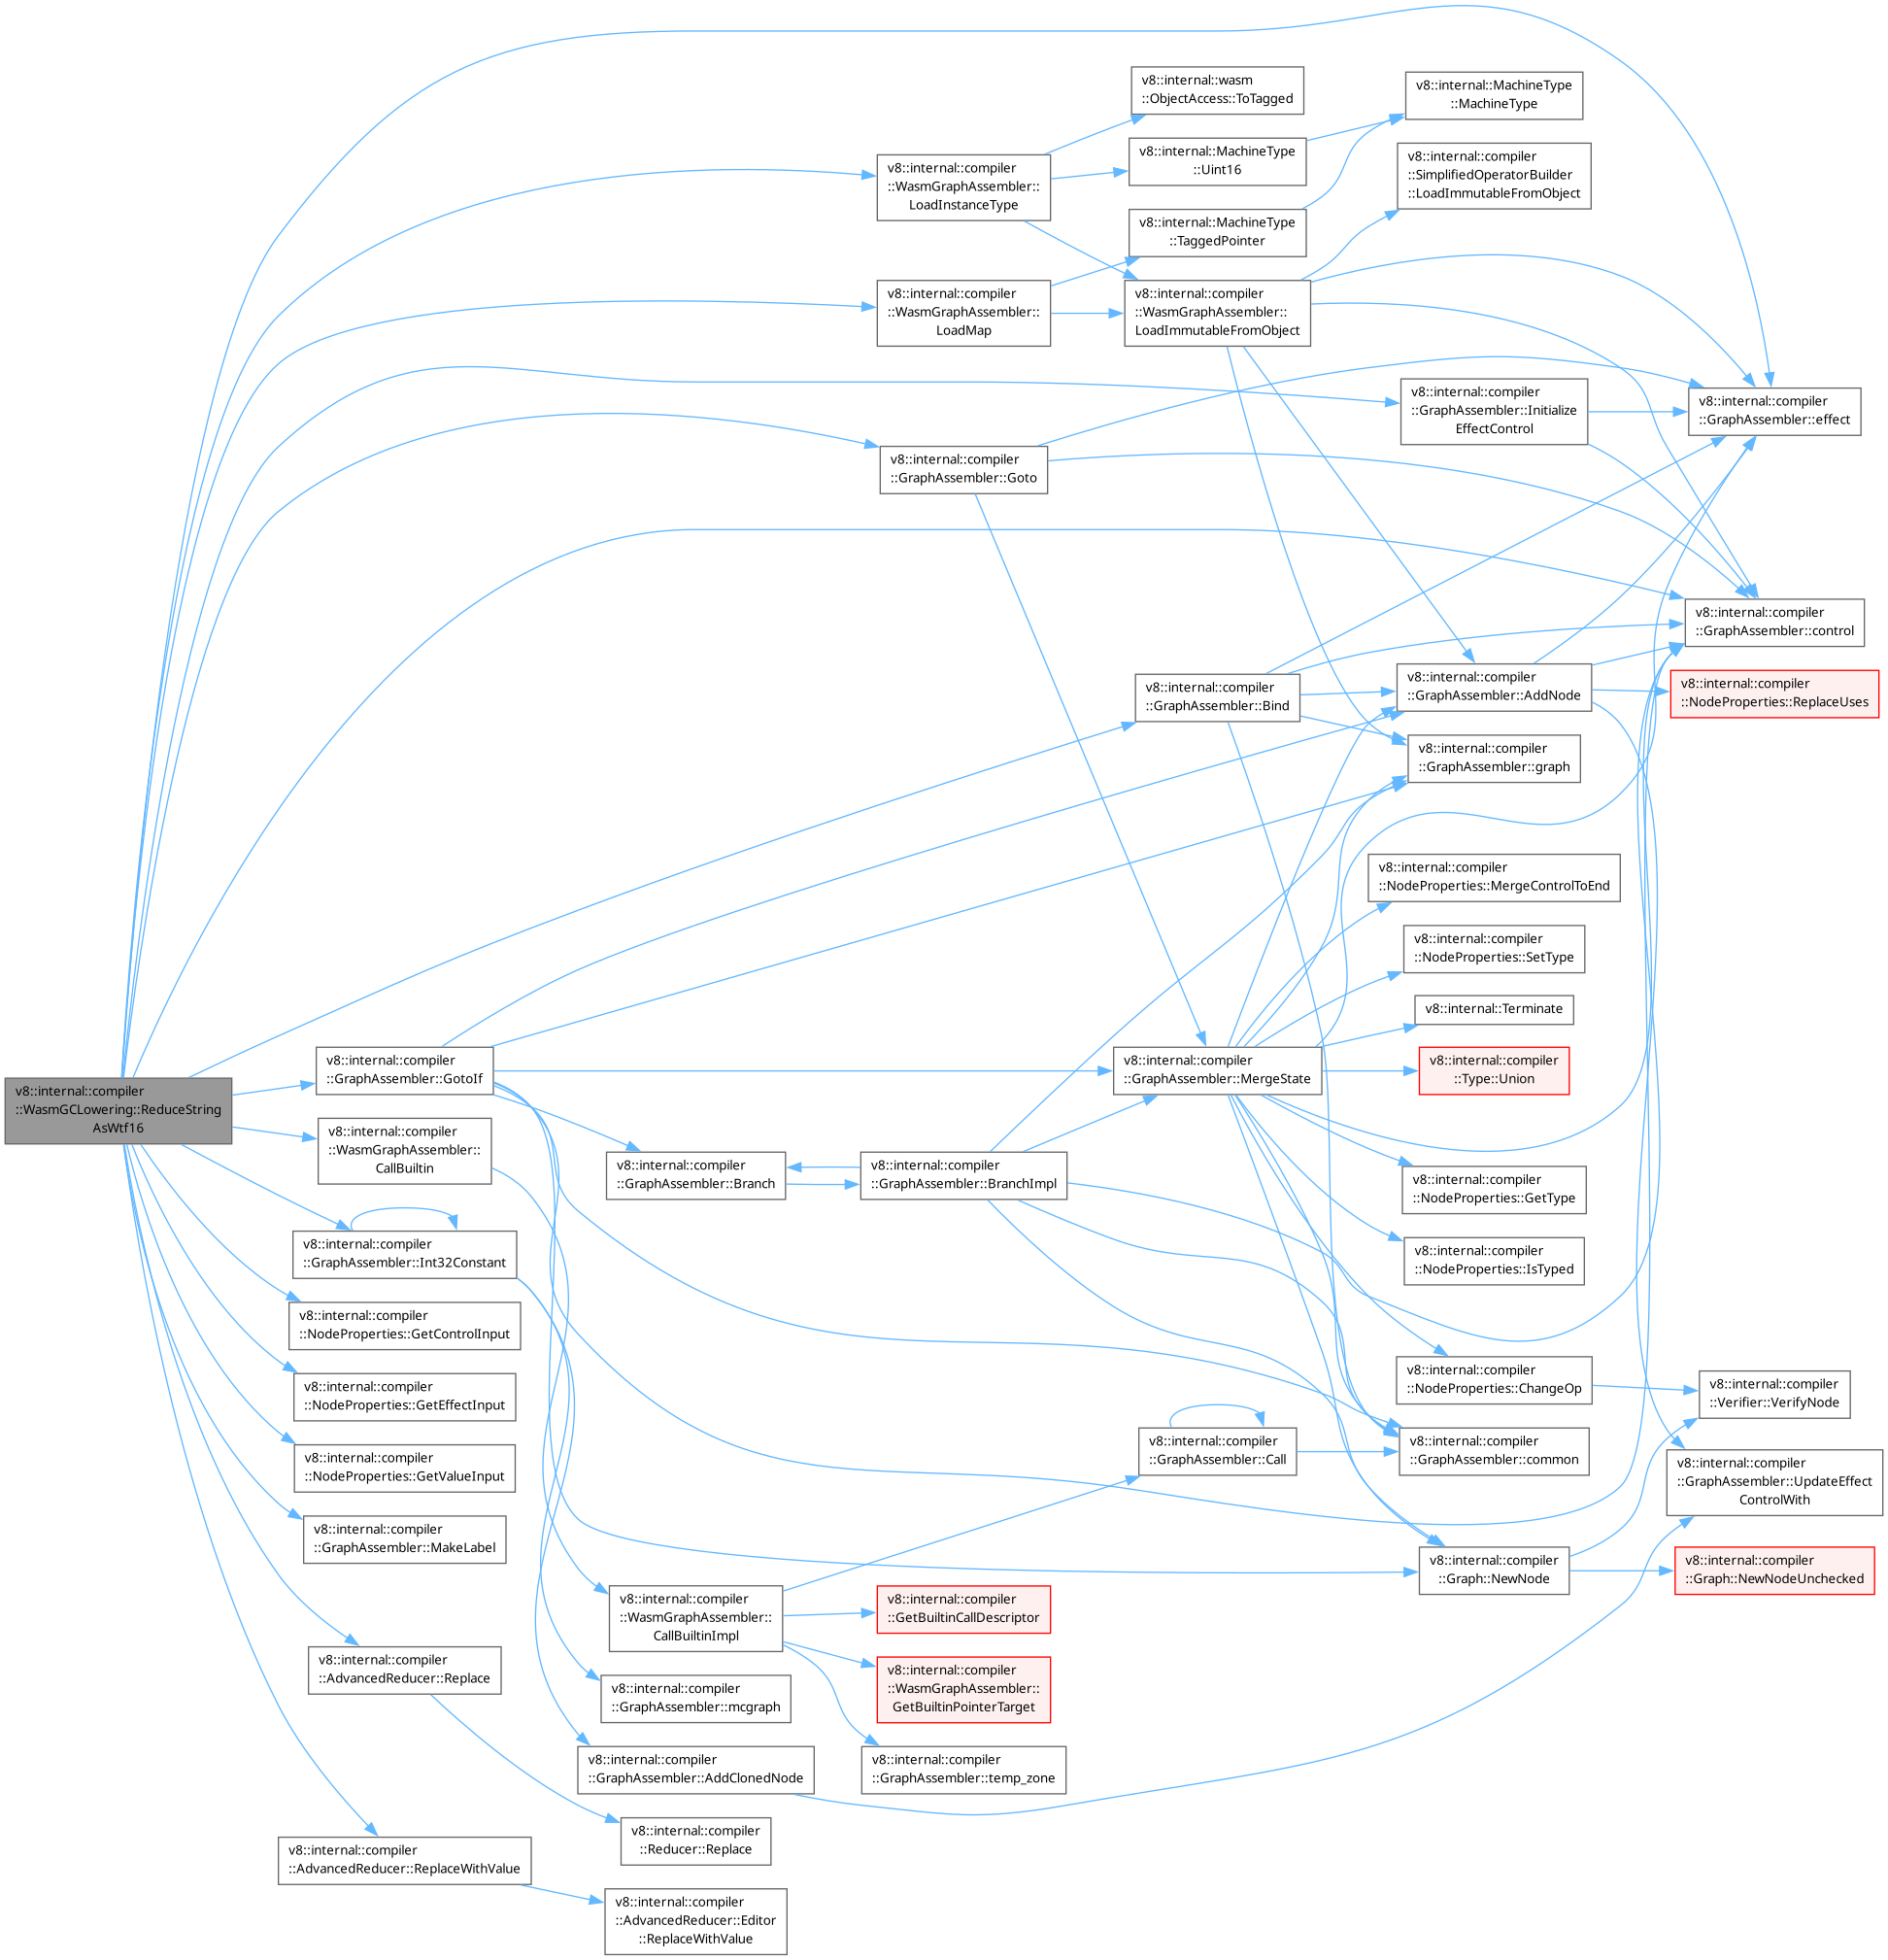 v8::internal::wasm
::ObjectAccess::ToTagged
v8::internal::MachineType
::MachineType
v8::internal::MachineType
::Uint16
v8::internal::compiler
::SimplifiedOperatorBuilder
::LoadImmutableFromObject
v8::internal::compiler
::WasmGraphAssembler::
LoadInstanceType
v8::internal::MachineType
::TaggedPointer
v8::internal::compiler
::WasmGraphAssembler::
LoadMap
v8::internal::compiler
::WasmGraphAssembler::
LoadImmutableFromObject
v8::internal::compiler
::GraphAssembler::Initialize
EffectControl
v8::internal::compiler
::GraphAssembler::effect
v8::internal::compiler
::GraphAssembler::Goto
v8::internal::compiler
::GraphAssembler::control
v8::internal::compiler
::GraphAssembler::Bind
v8::internal::compiler
::GraphAssembler::AddNode
v8::internal::compiler
::NodeProperties::ReplaceUses
v8::internal::compiler
::GraphAssembler::graph
v8::internal::compiler
::NodeProperties::MergeControlToEnd
v8::internal::compiler
::NodeProperties::SetType
v8::internal::Terminate
v8::internal::compiler
::WasmGCLowering::ReduceString
AsWtf16
v8::internal::compiler
::GraphAssembler::GotoIf
v8::internal::compiler
::GraphAssembler::MergeState
v8::internal::compiler
::Type::Union
v8::internal::compiler
::WasmGraphAssembler::
CallBuiltin
v8::internal::compiler
::GraphAssembler::Branch
v8::internal::compiler
::GraphAssembler::BranchImpl
v8::internal::compiler
::NodeProperties::GetType
v8::internal::compiler
::GraphAssembler::Int32Constant
v8::internal::compiler
::NodeProperties::IsTyped
v8::internal::compiler
::NodeProperties::GetControlInput
v8::internal::compiler
::NodeProperties::GetEffectInput
v8::internal::compiler
::NodeProperties::ChangeOp
v8::internal::compiler
::Verifier::VerifyNode
v8::internal::compiler
::NodeProperties::GetValueInput
v8::internal::compiler
::GraphAssembler::Call
v8::internal::compiler
::GraphAssembler::common
v8::internal::compiler
::GraphAssembler::UpdateEffect
ControlWith
v8::internal::compiler
::GraphAssembler::MakeLabel
v8::internal::compiler
::Graph::NewNode
v8::internal::compiler
::Graph::NewNodeUnchecked
v8::internal::compiler
::WasmGraphAssembler::
CallBuiltinImpl
v8::internal::compiler
::GetBuiltinCallDescriptor
v8::internal::compiler
::AdvancedReducer::Replace
v8::internal::compiler
::GraphAssembler::mcgraph
v8::internal::compiler
::WasmGraphAssembler::
GetBuiltinPointerTarget
v8::internal::compiler
::GraphAssembler::AddClonedNode
v8::internal::compiler
::GraphAssembler::temp_zone
v8::internal::compiler
::Reducer::Replace
v8::internal::compiler
::AdvancedReducer::ReplaceWithValue
v8::internal::compiler
::AdvancedReducer::Editor
::ReplaceWithValue